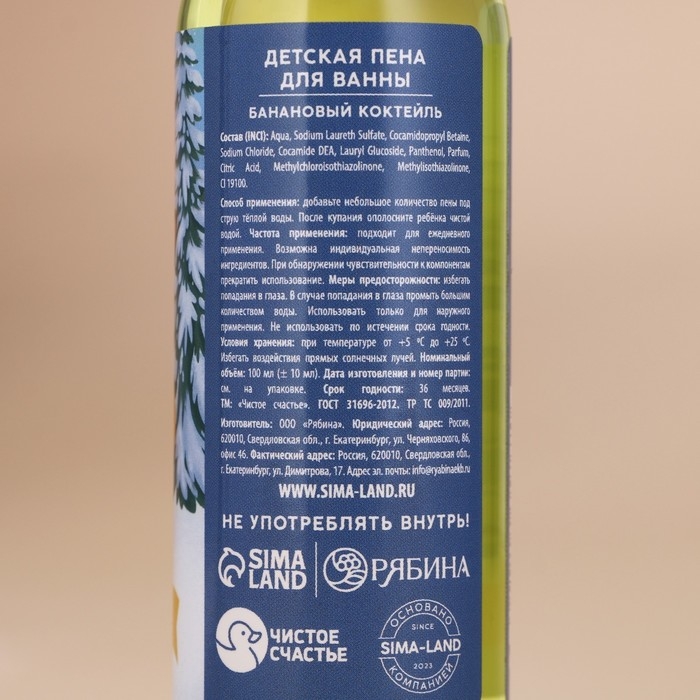 ДЕТСКАЯ ПЕНА
ДЛЯ ВАННЫ
БАНАНОВЫЙ КОКТЕЙЛЬ
Состав (INCI): Aqua, Sodium Laureth Sulfate, Cocamidopropyl Betaine,
Sodium Chloride, Cocamide DEA, Lauryl Glucoside, Panthenol, Parfum,
Citric Acid, Methylchloroisothiazolinone, Methylisothiazolinone,
CI 19100.
Способ применения: добавьте небольшое количество пены под
струю тёплой воды. После купания ополосните ребёнка чистой
водой. Частота применения: подходит для ежедневного
применения. Возможна индивидуальная непереносимость
ингредиентов. При обнаружении чувствительности к компонентам
прекратить использование. Меры предосторожности: избегать
попадания в глаза. В случае попадания в глаза промыть большим
количеством воды. Использовать только для наружного
применения. Не использовать по истечении срока годности.
Условия хранения: при температуре от +5 ºC до +25 ºC.
Избегать воздействия прямых солнечных лучей. Номинальный
объём: 100 мл (± 10 мл). Дата изготовления и номер партии:
см. на упаковке. Срок годности: 36 месяцев.
ТМ: «Чистое счастье». ГОСТ 31696-2012. ТР ТС 009/2011.
Изготовитель: ООО «Рябина». Юридический адрес: Россия,
620010, Свердловская обл., г. Екатеринбург, ул. Черняховского, 86,
офис 46. Фактический адрес: Россия, 620010, Свердловская обл.,
г. Екатеринбург, ул. Димитрова, 17. Адрес эл. почты: info@ryabinaekb.ru
WWW.SIMA-LAND.RU
НЕ УПОТРЕБЛЯТЬ ВНУТРЬ!
SIMA
LAND
РЯБИНА
ЧИСТОЕ
СЧАСТЬЕ
ОСНОВАНО
SINCE
SIMA-LAND
2023
КОМПАНИЕЙ